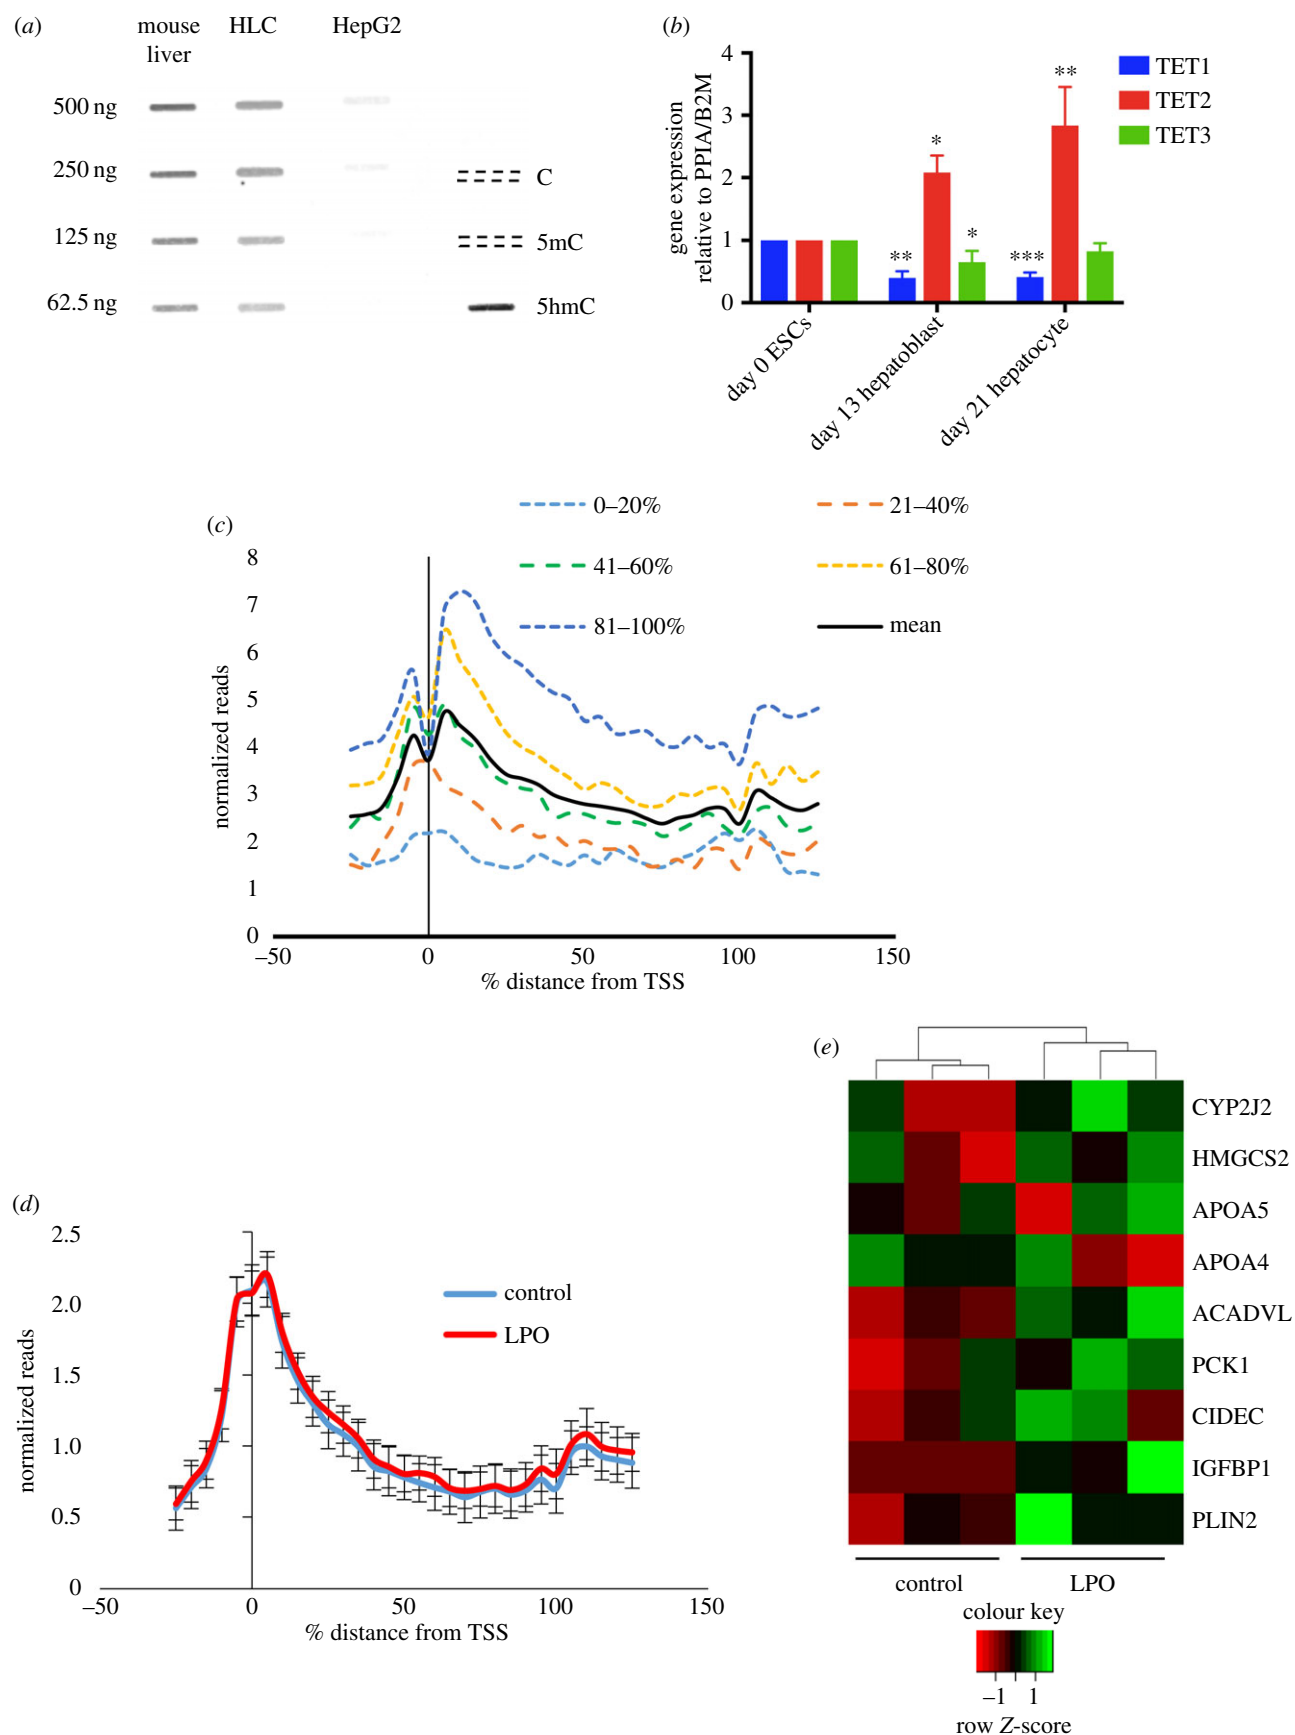 (a)
mouse
liver
HLC
HepG2
500 ng
250 ng
125 ng
62.5 ng
C
5mC
5hmC
(b)
gene expression
relative to PPIA/B2M
4
3
2
1
0
**
*
*
***
**
TET1
TET2
TET3
day 0 ESCs
day 13 hepatoblast
day 21 hepatocyte
(c)
0–20%
21–40%
41–60%
61–80%
81–100%
mean
normalized reads
8
7
6
5
4
3
2
1
0
–50
0
50
100
150
% distance from TSS
(d)
normalized reads
2.5
2.0
1.5
1.0
0.5
0
–50
0
50
100
150
% distance from TSS
control
LPO
(e)
CYP2J2
HMGCS2
APOA5
APOA4
ACADVL
PCK1
CIDEC
IGFBP1
PLIN2
control
LPO
colour key
–1
1
row Z-score